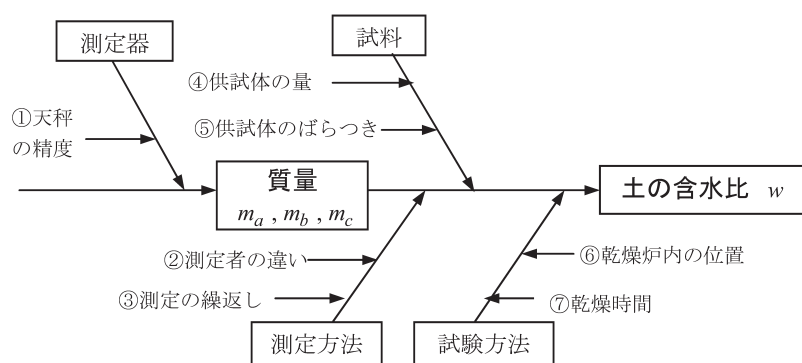 測定器
試料
④供試体の量
①天秤
の精度
⑤供試体のばらつき
質量
m_a , m_b , m_c
土の含水比 w
②測定者の違い
⑥乾燥炉内の位置
③測定の繰返し
⑦乾燥時間
測定方法
試験方法